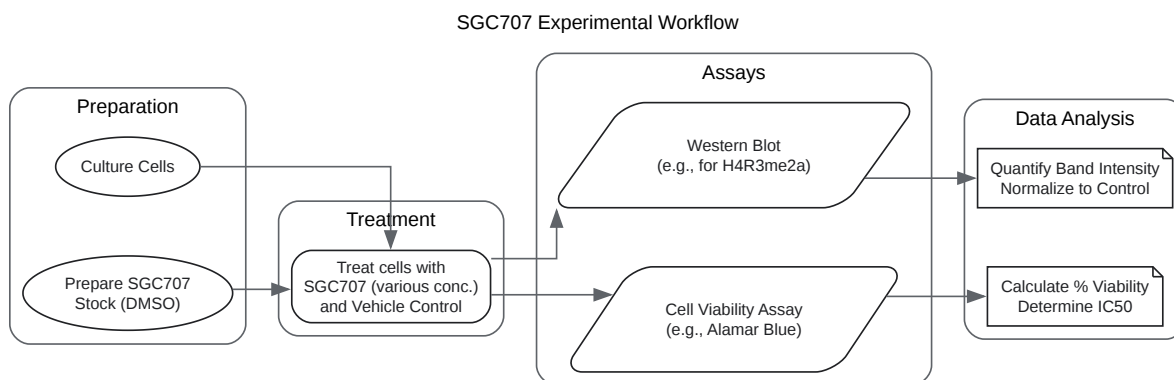 SGC707 Experimental Workflow
Preparation
Culture Cells
Prepare SGC707
Stock (DMSO)
Treatment
Treat cells with
SGC707 (various conc.)
and Vehicle Control
Assays
Western Blot
(e.g., for H4R3me2a)
Cell Viability Assay
(e.g., Alamar Blue)
Data Analysis
Quantify Band Intensity
Normalize to Control
Calculate % Viability
Determine IC50